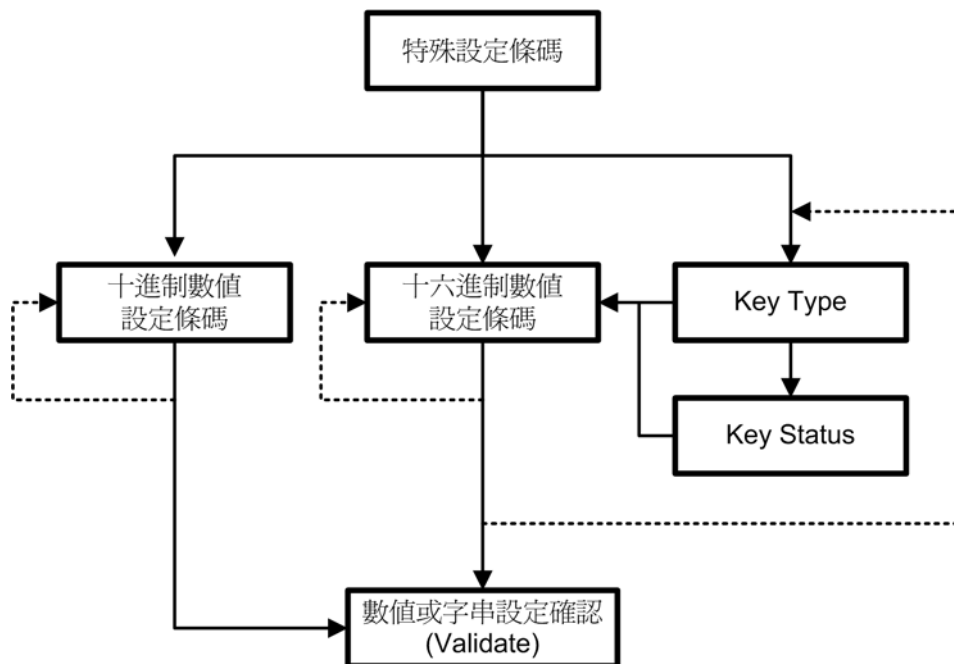 特殊設定條碼
十進制數值
設定條碼
十六進制數值
設定條碼
Key Type
Key Status
數值或字串設定確認
(Validate)